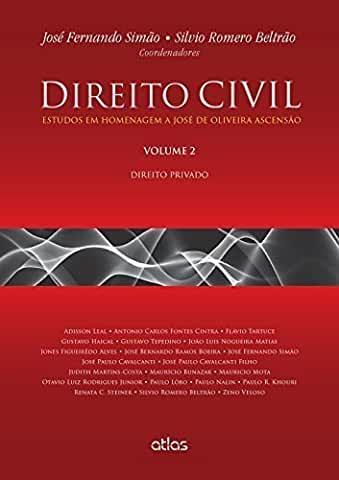 José Fernando Simão • Silvio Romero Beltrão
Coordenadores
DIREITO CIVIL
ESTUDOS EM HOMENAGEM A JOSÉ DE OLIVEIRA ASCENSÃO
VOLUME 2
DIREITO PRIVADO
ADISSON LEAL • ANTONIO CARLOS FONTES CINTRA • FLÁVIO TARTUCE
GUSTAVO HAICAL • GUSTAVO TEPEDINO • JOÃO LUIS NOGUEIRA MATIAS
JONES FIGUEIRÊDO ALVES • JOSÉ BERNARDO RAMOS BOEIRA • JOSÉ FERNANDO SIMÃO
JOSÉ PAULO CAVALCANTI • JOSÉ PAULO CAVALCANTI FILHO
JUDITH MARTINS-COSTA • MAURÍCIO BUNAZAR • MAURICIO MOTA
OTAVIO LUIZ RODRIGUES JUNIOR • PAULO LÔBO • PAULO NALIN • PAULO R. KHOURI
RENATA C. STEINER • SILVIO ROMERO BELTRÃO • ZENO VELOSO
atlas